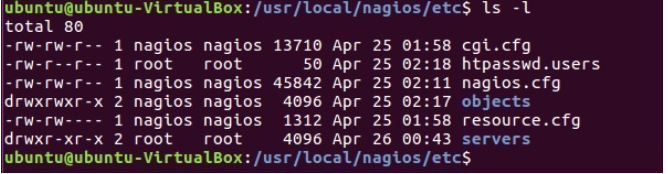 ubuntu@ubuntu-VirtualBox:/usr/local/nagios/etc$ ls -l
total 80
-rw-rw-r-- 1 nagios nagios 13710 Apr 25 01:58 cgi.cfg
-rw-r--r-- 1 root   root      50 Apr 25 02:18 htpasswd.users
-rw-rw-r-- 1 nagios nagios 45842 Apr 25 02:11 nagios.cfg
drwxrwxr-x 2 nagios nagios  4096 Apr 25 02:17 objects
-rw-rw---- 1 nagios nagios  1312 Apr 25 01:58 resource.cfg
drwxr-xr-x 2 root   root    4096 Apr 26 00:43 servers
ubuntu@ubuntu-VirtualBox:/usr/local/nagios/etc$